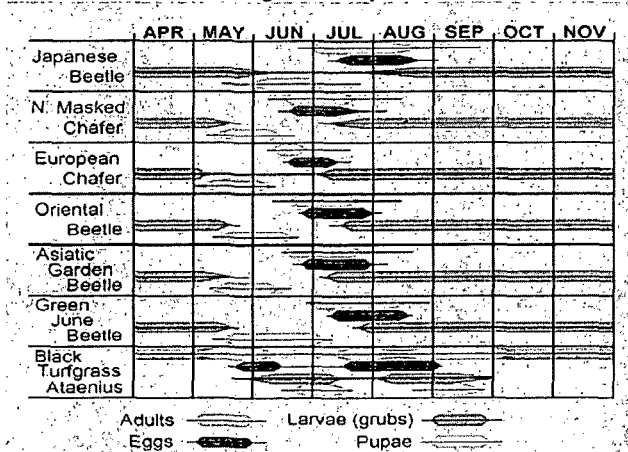 APR MAY JUN JUL AUG SEP OCT NOV
Japanese
Beetle
N. Masked
Chafer
European
Chafer
Oriental
Beetle
Asiatic
Garden
Beetle
Green
June
Beetle
Black
Turfgrass
Ataenius
Adults Larvae (grubs)
Eggs Pupae